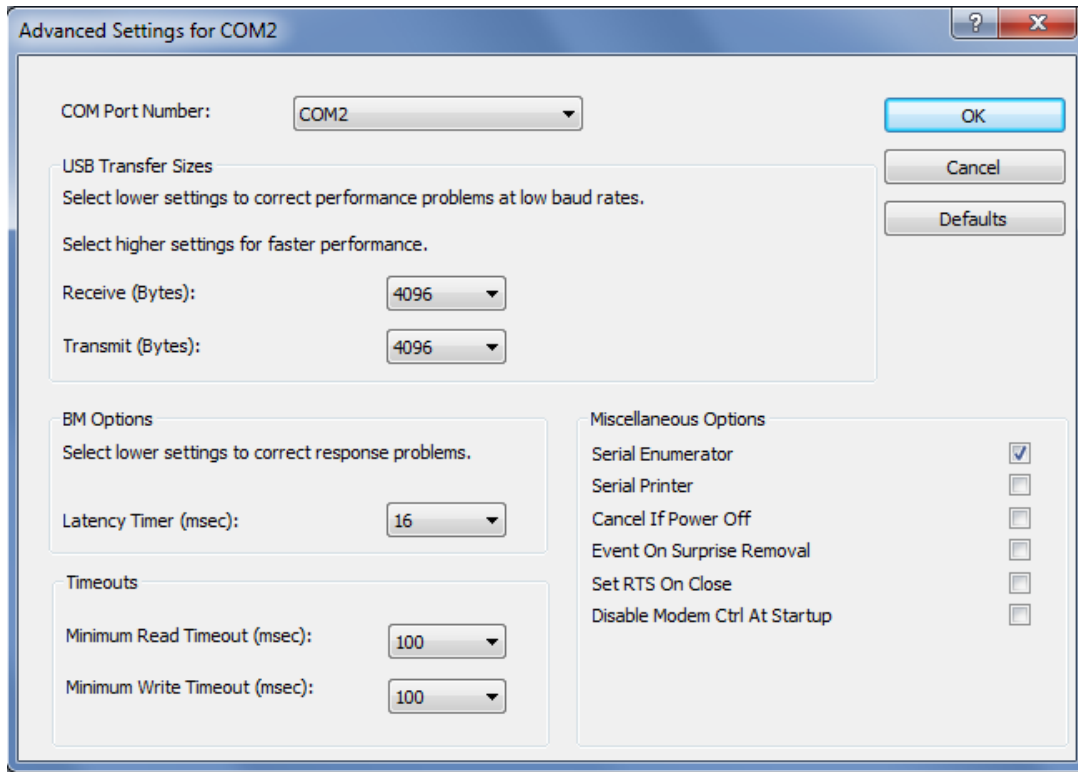 Advanced Settings for COM2
?
X
COM Port Number:
COM2
OK
Cancel
Defaults
USB Transfer Sizes
Select lower settings to correct performance problems at low baud rates.
Select higher settings for faster performance.
Receive (Bytes):
4096
Transmit (Bytes):
4096
BM Options
Select lower settings to correct response problems.
Latency Timer (msec):
16
Timeouts
Minimum Read Timeout (msec):
100
Minimum Write Timeout (msec):
100
Miscellaneous Options
Serial Enumerator
Serial Printer
Cancel If Power Off
Event On Surprise Removal
Set RTS On Close
Disable Modem Ctrl At Startup